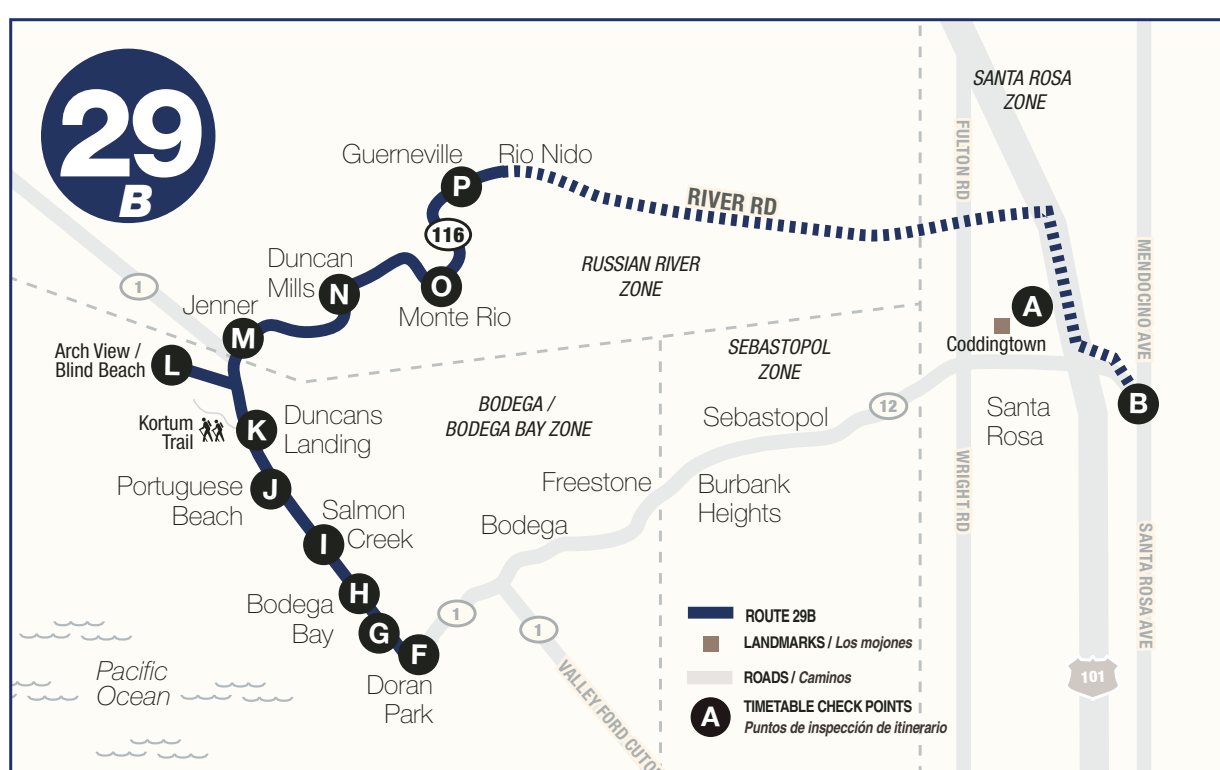 29
B
SANTA ROSA
ZONE
Guerneville
Rio Nido
P
RIVER RD
FULTON RD
116
RUSSIAN RIVER
ZONE
MENDOCINO AVE
Duncan
Mills
N
O
Monte Rio
1
Jenner
M
A
Coddingtown
Arch View /
Blind Beach
L
SEBASTOPOL
ZONE
BODEGA /
BODEGA BAY ZONE
Sebastopol
12
Santa
Rosa
B
Kortum
Trail
K
Duncans
Landing
Portuguese
Beach
J
Freestone
Burbank
Heights
WRIGHT RD
Salmon
Creek
I
Bodega
SANTA ROSA AVE
H
Bodega
Bay
G
F
Doran
Park
1
1
VALLEY FORD
Pacific
Ocean
ROUTE 29B
LANDMARKS / Los mojones
ROADS / Caminos
A
TIMETABLE CHECK POINTS
Puntos de inspección de itinerario
101